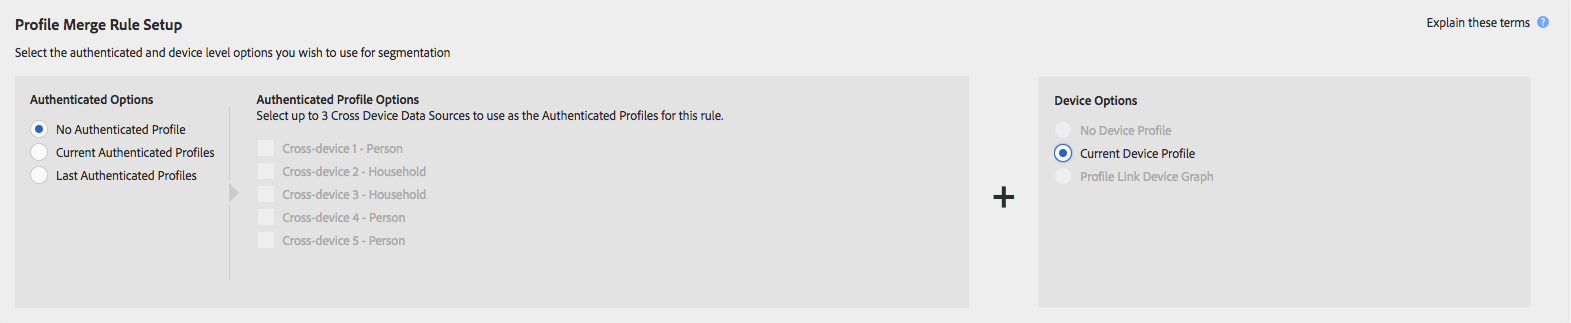 Profile Merge Rule Setup
Explain these terms ?
Select the authenticated and device level options you wish to use for segmentation
Authenticated Options
No Authenticated Profile
Current Authenticated Profiles
Last Authenticated Profiles
Authenticated Profile Options
Select up to 3 Cross Device Data Sources to use as the Authenticated Profiles for this rule.
Cross-device 1 - Person
Cross-device 2 - Household
Cross-device 3 - Household
Cross-device 4 - Person
Cross-device 5 - Person
+
Device Options
No Device Profile
Current Device Profile
Profile Link Device Graph